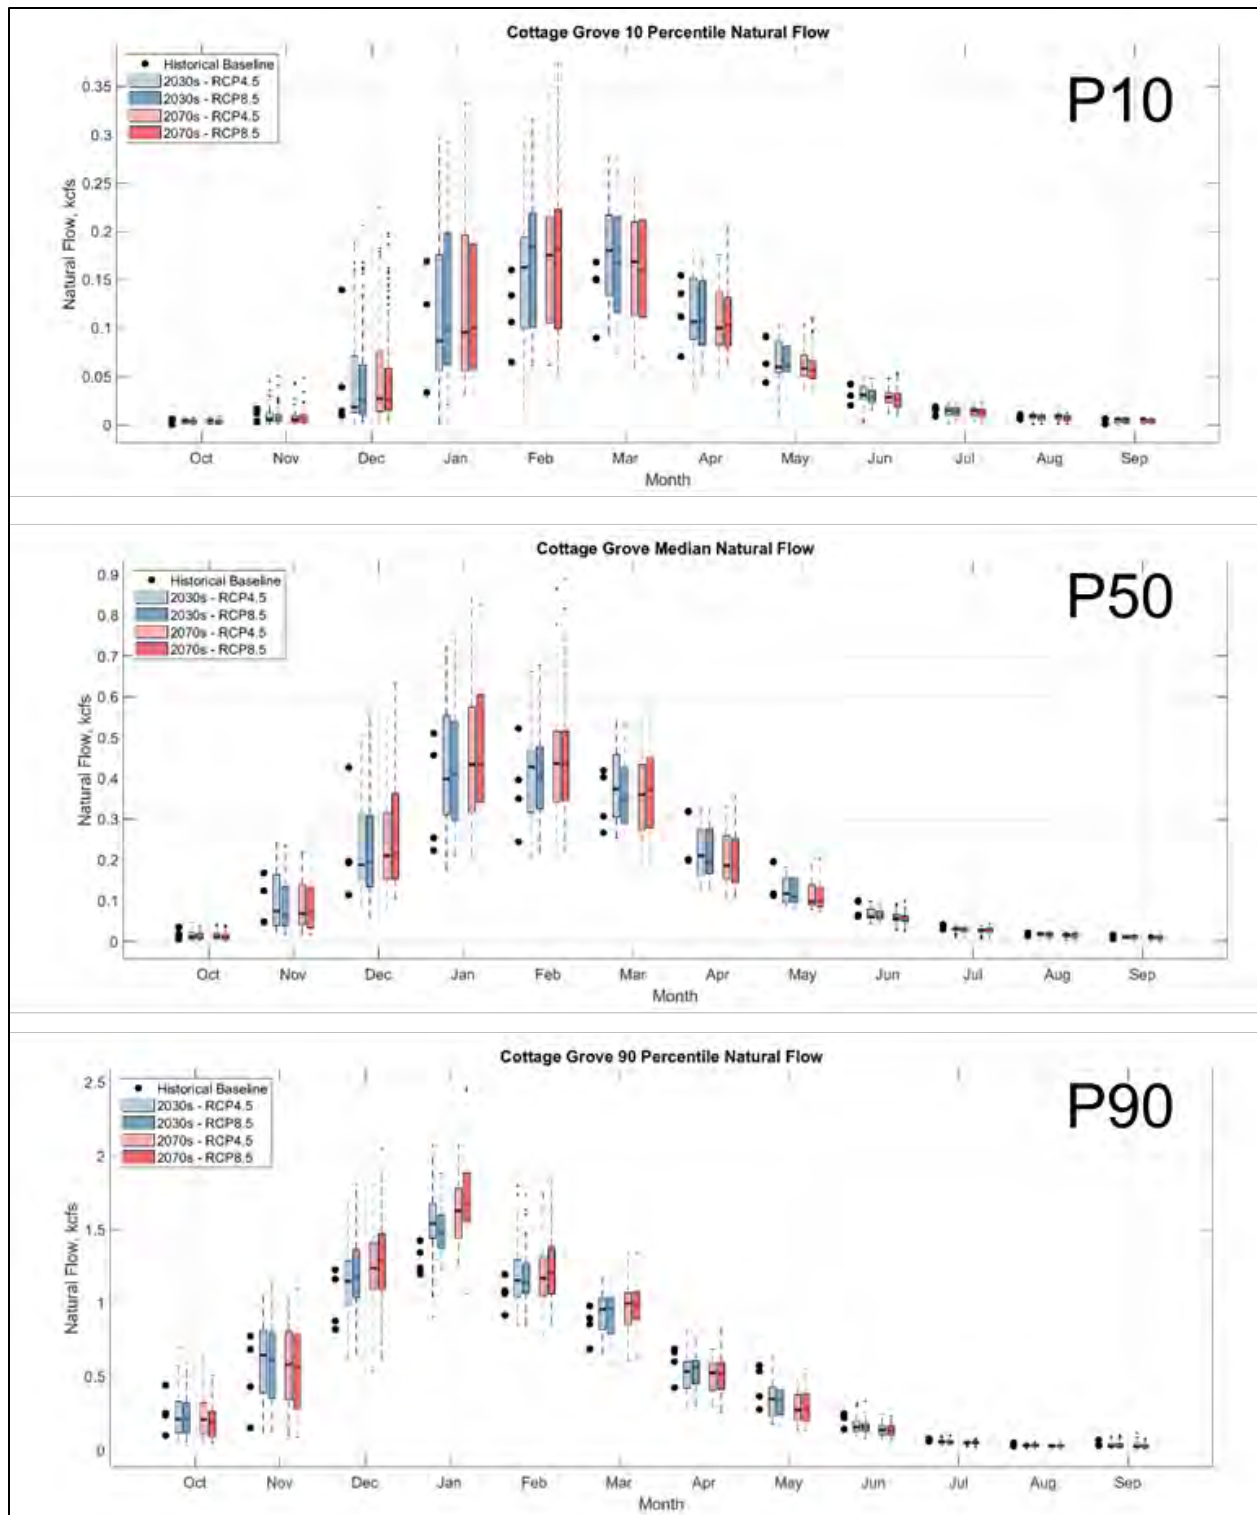 Cottage Grove 10 Percentile Natural Flow
P10
Historical Baseline
2030s - RCP4.5
2030s - RCP8.5
2070s - RCP4.5
2070s - RCP8.5
0.35
0.3
0.25
0.2
0.15
0.1
0.05
0
Natural Flow, kcfs
Oct Nov Dec Jan Feb Mar Apr May Jun Jul Aug Sep
Month
Cottage Grove Median Natural Flow
P50
Historical Baseline
2030s - RCP4.5
2030s - RCP8.5
2070s - RCP4.5
2070s - RCP8.5
0.9
0.8
0.7
0.6
0.5
0.4
0.3
0.2
0.1
0
Natural Flow, kcfs
Oct Nov Dec Jan Feb Mar Apr May Jun Jul Aug Sep
Month
Cottage Grove 90 Percentile Natural Flow
P90
Historical Baseline
2030s - RCP4.5
2030s - RCP8.5
2070s - RCP4.5
2070s - RCP8.5
2.5
2
1.5
1
0.5
0
Natural Flow, kcfs
Oct Nov Dec Jan Feb Mar Apr May Jun Jul Aug Sep
Month